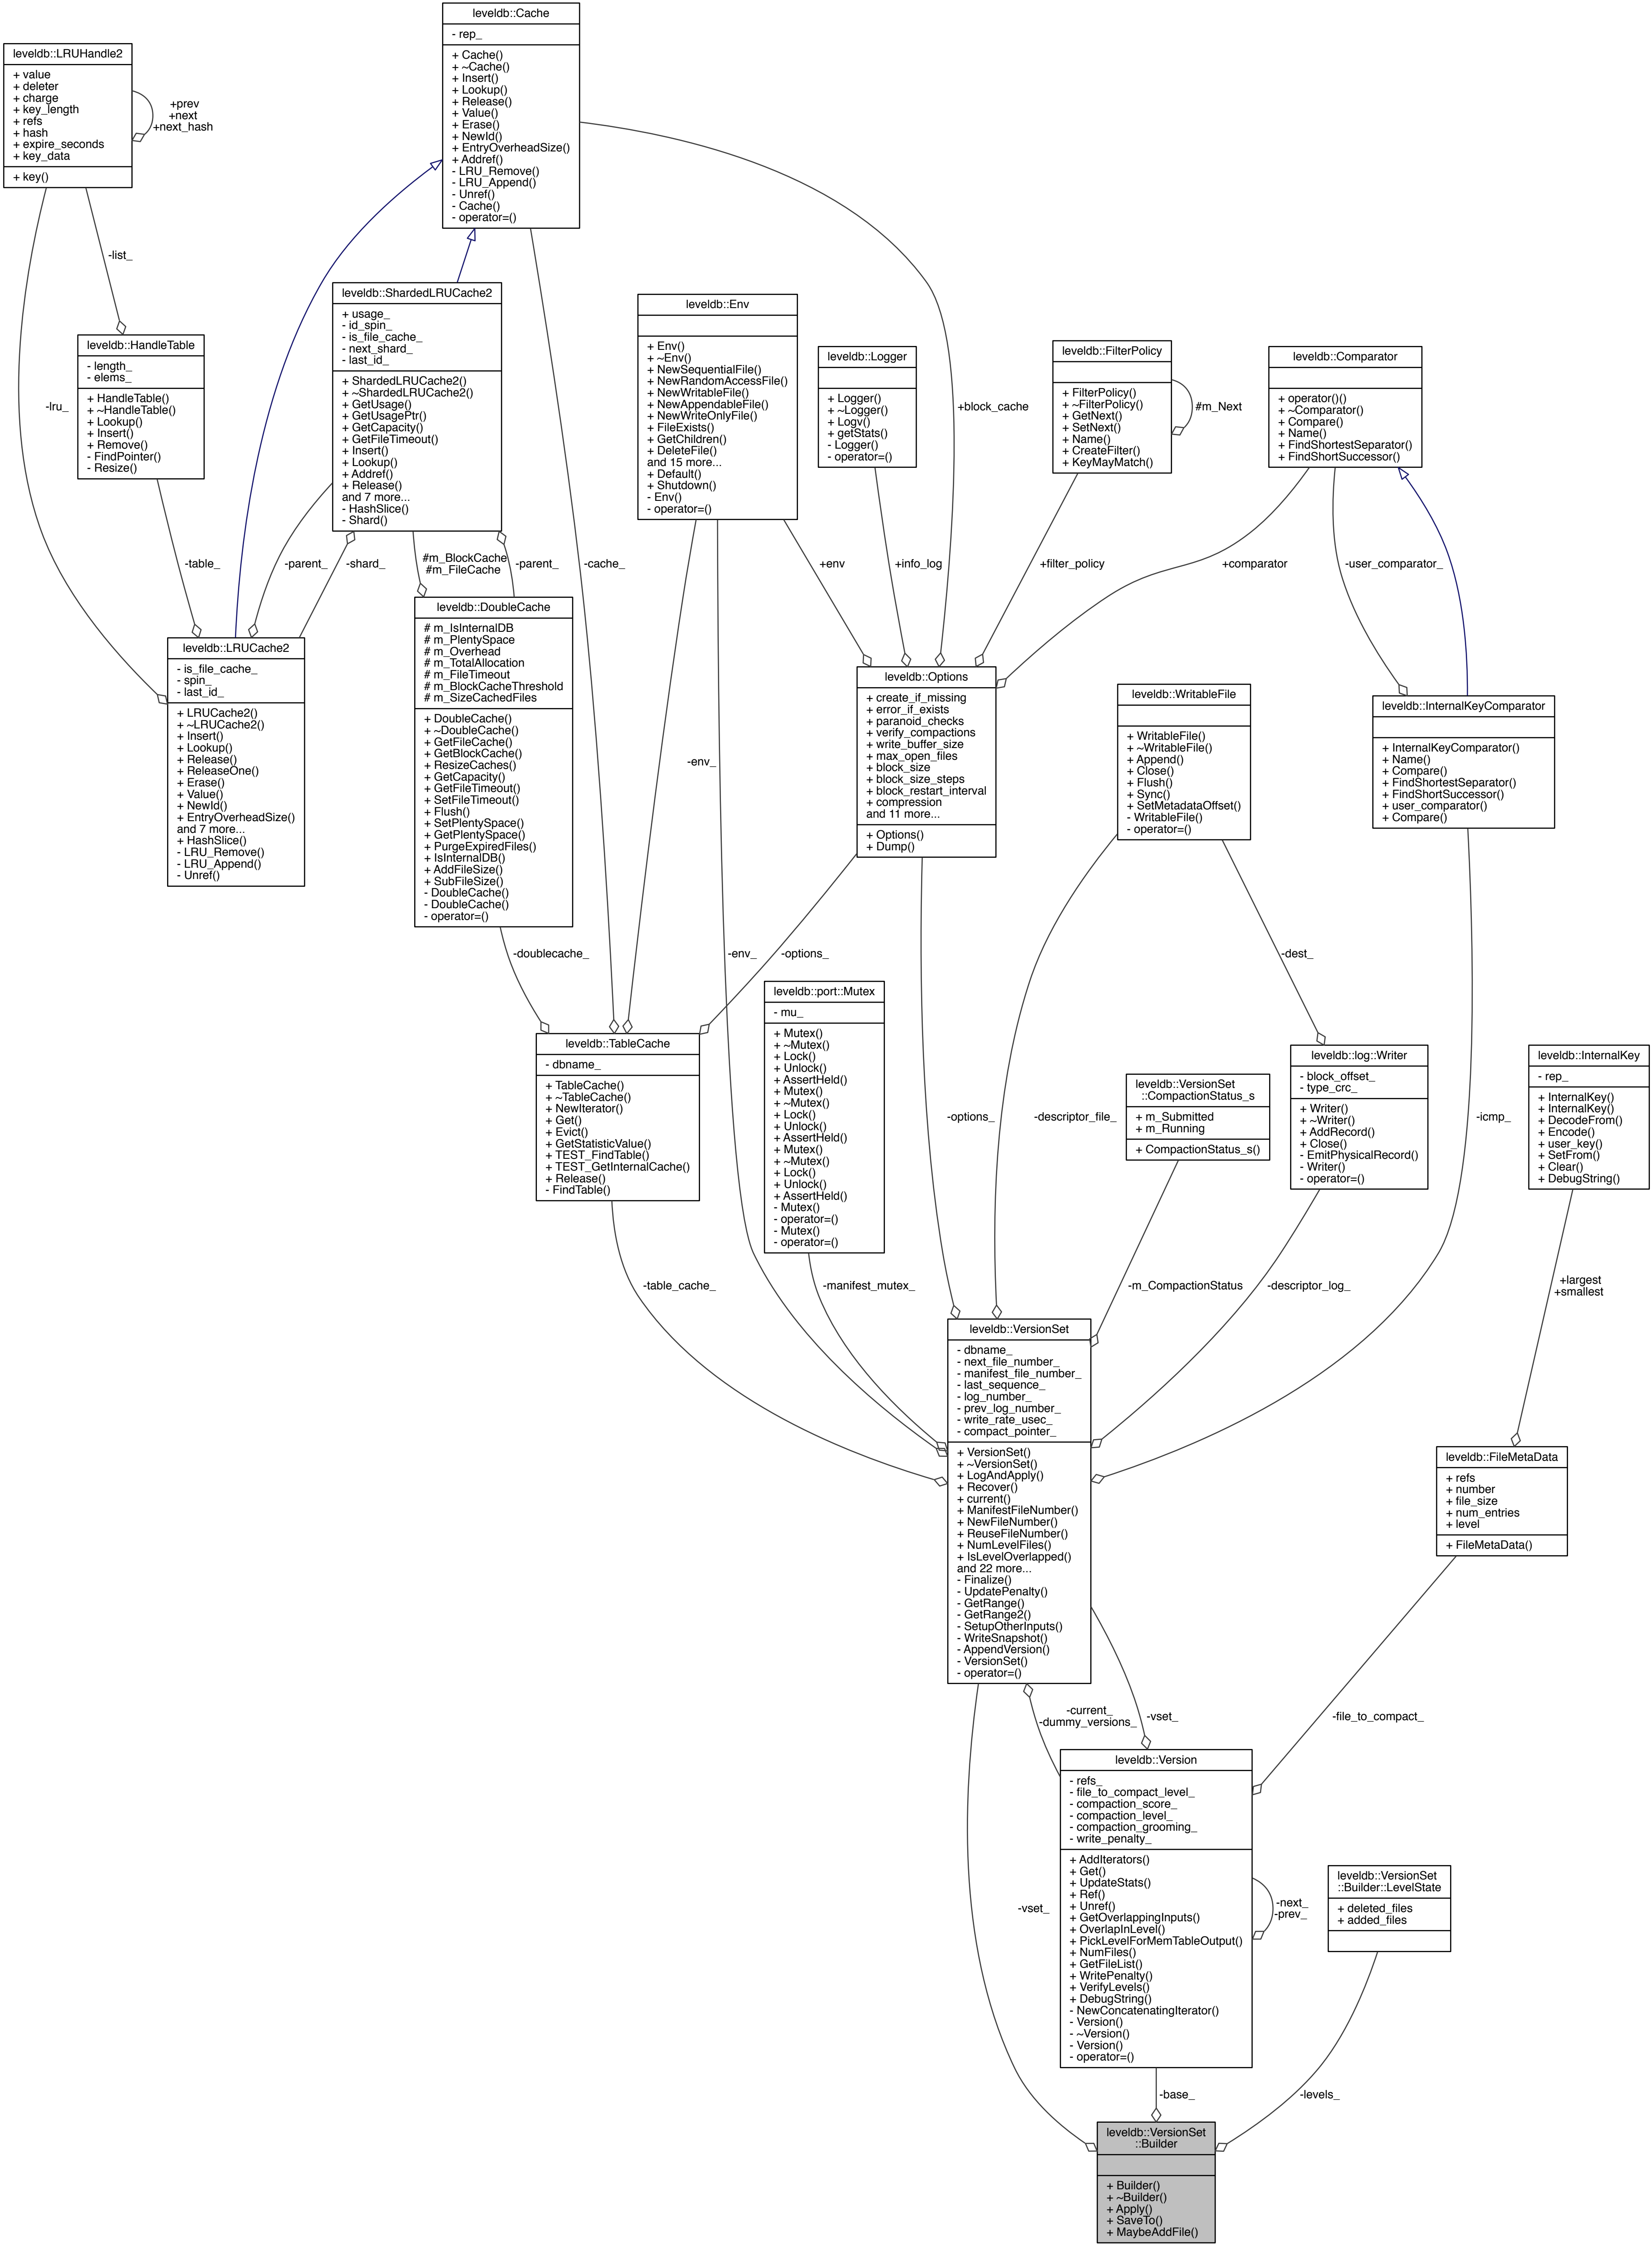 leveldb::Cache
- rep_
+ Cache()
+ ~Cache()
+ Insert()
+ Lookup()
+ Release()
+ Value()
+ Erase()
+ NewId()
+ EntryOverheadSize()
+ Addref()
- LRU_Remove()
- LRU_Append()
- Unref()
- Cache()
- operator=()
leveldb::LRUHandle2
+ value
+ deleter
+ charge
+ key_length
+ refs
+ hash
+ expire_seconds
+ key_data
+ key()
+prev
+next
+next_hash
-list_
leveldb::ShardedLRUCache2
+ usage_
- id_spin_
- is_file_cache_
- next_shard_
- last_id_
+ ShardedLRUCache2()
+ ~ShardedLRUCache2()
+ GetUsage()
+ GetUsagePtr()
+ GetCapacity()
+ GetFileTimeout()
+ Insert()
+ Lookup()
+ Addref()
+ Release()
and 7 more...
- HashSlice()
- Shard()
leveldb::Env
+ Env()
+ ~Env()
+ NewSequentialFile()
+ NewRandomAccessFile()
+ NewWritableFile()
+ NewAppendableFile()
+ NewWriteOnlyFile()
+ FileExists()
+ GetChildren()
+ DeleteFile()
and 15 more...
+ Default()
+ Shutdown()
- Env()
- operator=()
leveldb::HandleTable
- length_
- elems_
+ HandleTable()
+ ~HandleTable()
+ Lookup()
+ Insert()
+ Remove()
- FindPointer()
- Resize()
leveldb::Logger
+ Logger()
+ ~Logger()
+ Logv()
+ getStats()
- Logger()
- operator=()
leveldb::FilterPolicy
+ FilterPolicy()
+ ~FilterPolicy()
+ GetNext()
+ SetNext()
+ Name()
+ CreateFilter()
+ KeyMayMatch()
#m_Next
leveldb::Comparator
+ operator()()
+ ~Comparator()
+ Compare()
+ Name()
+ FindShortestSeparator()
+ FindShortSuccessor()
-lru_
+block_cache
-table_
-parent_
-shard_
#m_BlockCache
#m_FileCache
-parent_
-cache_
+env
+info_log
+filter_policy
+comparator
-user_comparator_
leveldb::DoubleCache
# m_IsInternalDB
# m_PlentySpace
# m_Overhead
# m_TotalAllocation
# m_FileTimeout
# m_BlockCacheThreshold
# m_SizeCachedFiles
+ DoubleCache()
+ ~DoubleCache()
+ GetFileCache()
+ GetBlockCache()
+ ResizeCaches()
+ GetCapacity()
+ GetFileTimeout()
+ SetFileTimeout()
+ Flush()
+ SetPlentySpace()
+ GetPlentySpace()
+ PurgeExpiredFiles()
+ IsInternalDB()
+ AddFileSize()
+ SubFileSize()
- DoubleCache()
- DoubleCache()
- operator=()
leveldb::LRUCache2
- is_file_cache_
- spin_
- last_id_
+ LRUCache2()
+ ~LRUCache2()
+ Insert()
+ Lookup()
+ Release()
+ ReleaseOne()
+ Erase()
+ Value()
+ NewId()
+ EntryOverheadSize()
and 7 more...
+ HashSlice()
- LRU_Remove()
- LRU_Append()
- Unref()
leveldb::Options
+ create_if_missing
+ error_if_exists
+ paranoid_checks
+ verify_compactions
+ write_buffer_size
+ max_open_files
+ block_size
+ block_size_steps
+ block_restart_interval
+ compression
and 11 more...
+ Options()
+ Dump()
leveldb::WritableFile
+ WritableFile()
+ ~WritableFile()
+ Append()
+ Close()
+ Flush()
+ Sync()
+ SetMetadataOffset()
- WritableFile()
- operator=()
leveldb::InternalKeyComparator
+ InternalKeyComparator()
+ Name()
+ Compare()
+ FindShortestSeparator()
+ FindShortSuccessor()
+ user_comparator()
+ Compare()
-env_
-doublecache_
-env_
-options_
-dest_
leveldb::port::Mutex
- mu_
+ Mutex()
+ ~Mutex()
+ Lock()
+ Unlock()
+ AssertHeld()
+ Mutex()
+ ~Mutex()
+ Lock()
+ Unlock()
+ AssertHeld()
+ Mutex()
+ ~Mutex()
+ Lock()
+ Unlock()
+ AssertHeld()
- Mutex()
- operator=()
- Mutex()
- operator=()
leveldb::TableCache
- dbname_
+ TableCache()
+ ~TableCache()
+ NewIterator()
+ Get()
+ Evict()
+ GetStatisticValue()
+ TEST_FindTable()
+ TEST_GetInternalCache()
+ Release()
- FindTable()
leveldb::log::Writer
- block_offset_
- type_crc_
+ Writer()
+ ~Writer()
+ AddRecord()
+ Close()
- EmitPhysicalRecord()
- Writer()
- operator=()
leveldb::InternalKey
- rep_
+ InternalKey()
+ InternalKey()
+ DecodeFrom()
+ Encode()
+ user_key()
+ SetFrom()
+ Clear()
+ DebugString()
leveldb::VersionSet
::CompactionStatus_s
+ m_Submitted
+ m_Running
+ CompactionStatus_s()
-options_
-descriptor_file_
-icmp_
-table_cache_
-manifest_mutex_
-m_CompactionStatus
-descriptor_log_
+largest
+smallest
leveldb::VersionSet
- dbname_
- next_file_number_
- manifest_file_number_
- last_sequence_
- log_number_
- prev_log_number_
- write_rate_usec_
- compact_pointer_
+ VersionSet()
+ ~VersionSet()
+ LogAndApply()
+ Recover()
+ current()
+ ManifestFileNumber()
+ NewFileNumber()
+ ReuseFileNumber()
+ NumLevelFiles()
+ IsLevelOverlapped()
and 22 more...
- Finalize()
- UpdatePenalty()
- GetRange()
- GetRange2()
- SetupOtherInputs()
- WriteSnapshot()
- AppendVersion()
- VersionSet()
- operator=()
leveldb::FileMetaData
+ refs
+ number
+ file_size
+ num_entries
+ level
+ FileMetaData()
-current_
-dummy_versions_
-vset_
-file_to_compact_
leveldb::Version
- refs_
- file_to_compact_level_
- compaction_score_
- compaction_level_
- compaction_grooming_
- write_penalty_
+ AddIterators()
+ Get()
+ UpdateStats()
+ Ref()
+ Unref()
+ GetOverlappingInputs()
+ OverlapInLevel()
+ PickLevelForMemTableOutput()
+ NumFiles()
+ GetFileList()
+ WritePenalty()
+ VerifyLevels()
+ DebugString()
- NewConcatenatingIterator()
- Version()
- ~Version()
- Version()
- operator=()
-next_
-prev_
leveldb::VersionSet
::Builder::LevelState
+ deleted_files
+ added_files
-vset_
-base_
-levels_
leveldb::VersionSet
::Builder
+ Builder()
+ ~Builder()
+ Apply()
+ SaveTo()
+ MaybeAddFile()